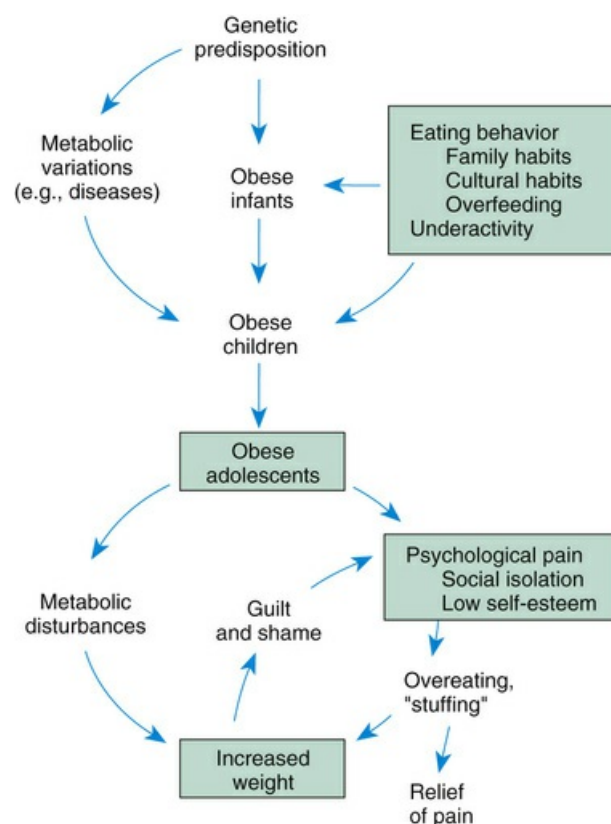 Genetic
predisposition
Metabolic
variations
(e.g., diseases)
Obese
infants
Eating behavior
Family habits
Cultural habits
Overfeeding
Underactivity
Obese
children
Obese
adolescents
Metabolic
disturbances
Guilt
and shame
Psychological pain
Social isolation
Low self-esteem
Overeating,
"stuffing"
Increased
weight
Relief
of pain